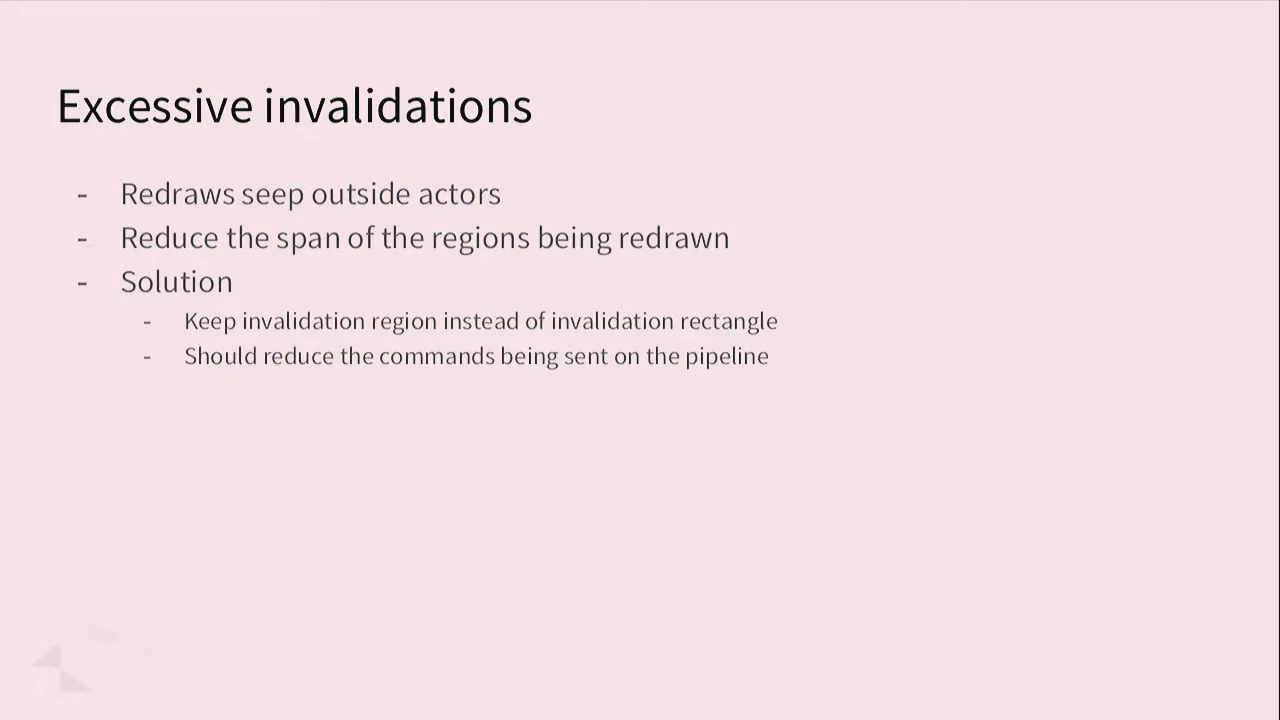 Excessive invalidations
- Redraws seep outside actors
- Reduce the span of the regions being redrawn
- Solution
- Keep invalidation region instead of invalidation rectangle
- Should reduce the commands being sent on the pipeline